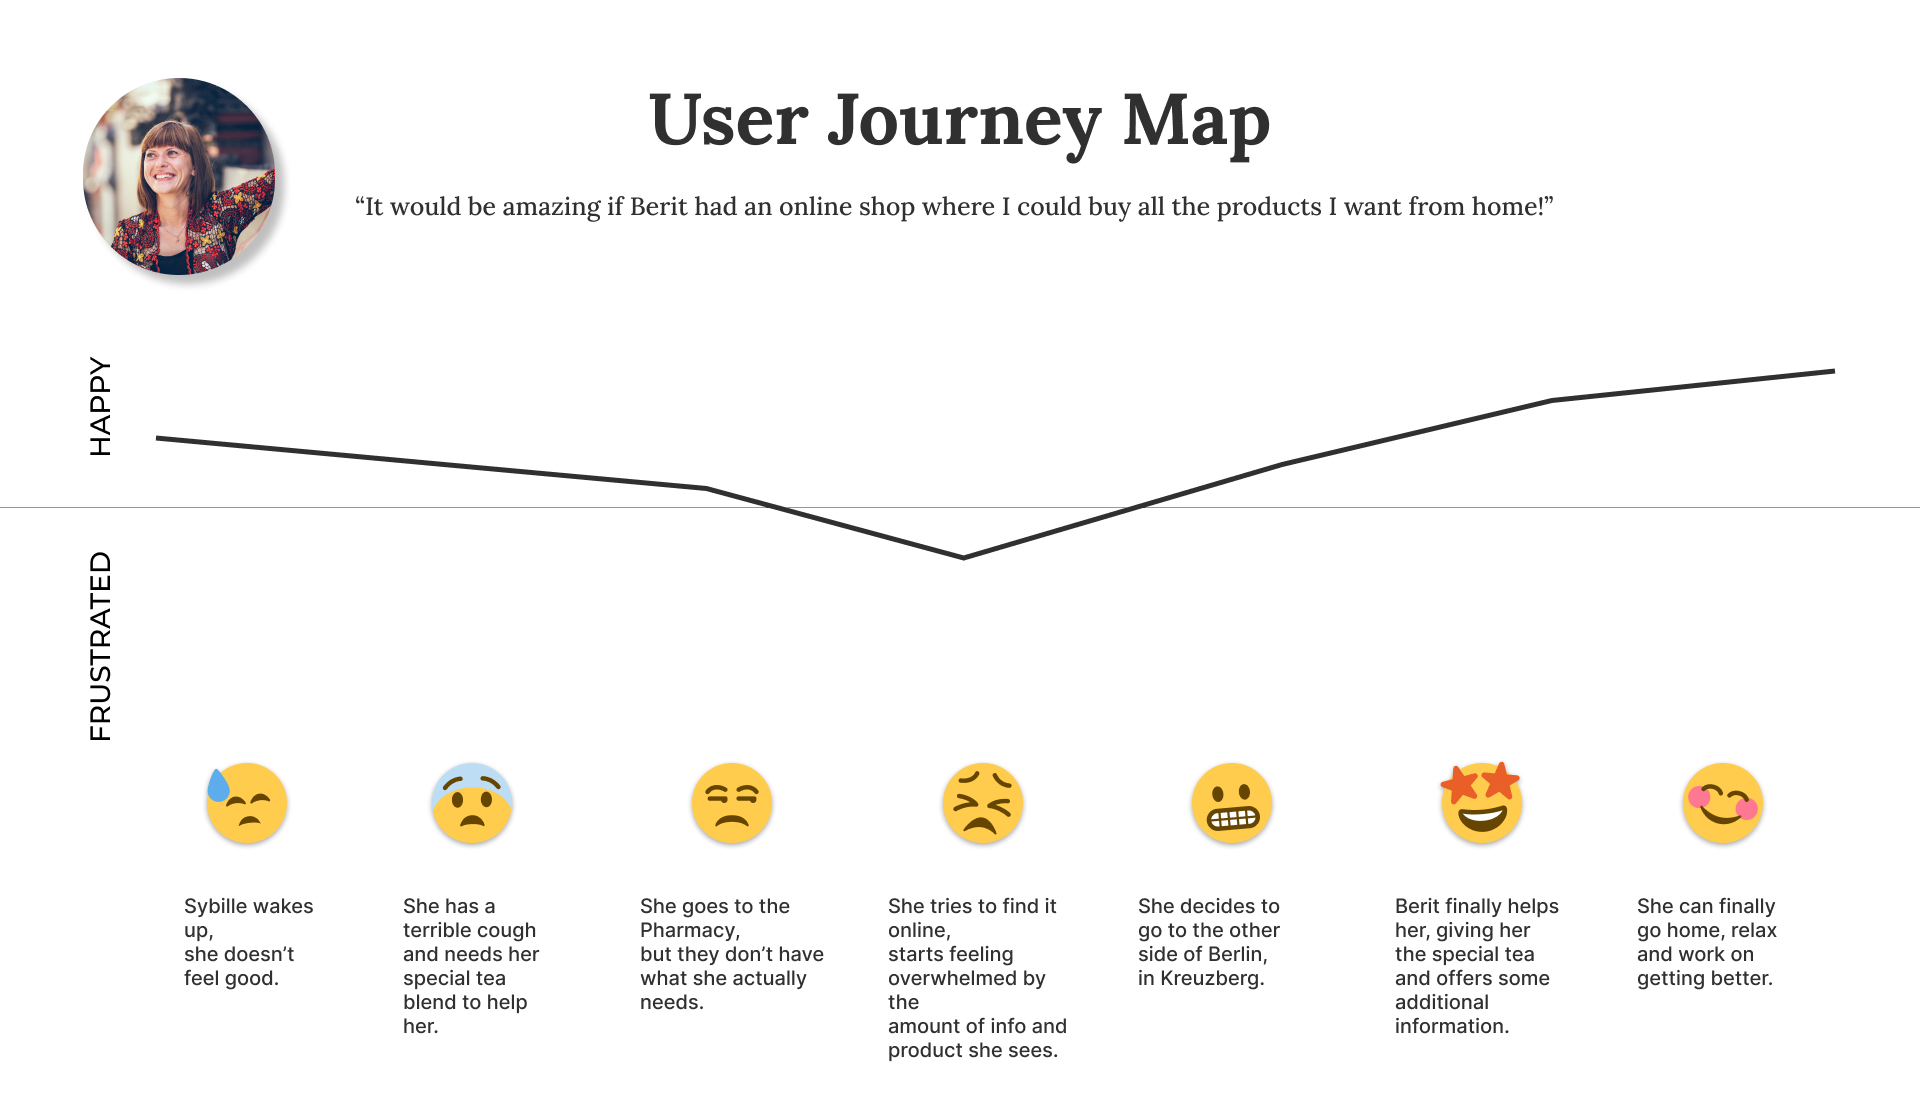 User Journey Map
“It would be amazing if Berit had an online shop where I could buy all the products I want from home!”
HAPPY
FRUSTRATED
Sybille wakes
up,
she doesn’t
feel good.
She has a
terrible cough
and needs her
special tea
blend to help
her.
She goes to the
Pharmacy,
but they don’t have
what she actually
needs.
She tries to find it
online,
starts feeling
overwhelmed by
the
amount of info and
product she sees.
She decides to
go to the other
side of Berlin,
in Kreuzberg.
Berit finally helps
her, giving her
the special tea
and offers some
additional
information.
She can finally
go home, relax
and work on
getting better.